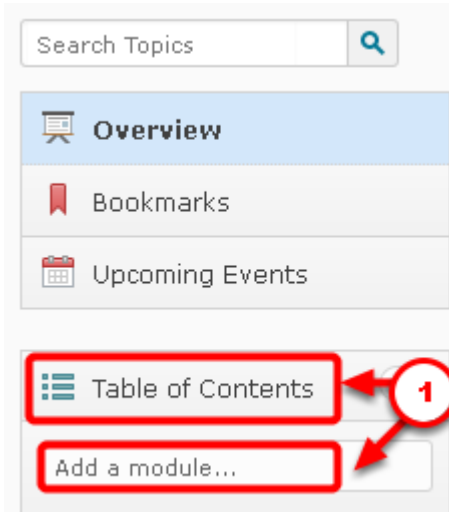 Search Topics
Overview
Bookmarks
Upcoming Events
Table of Contents
1
Add a module...